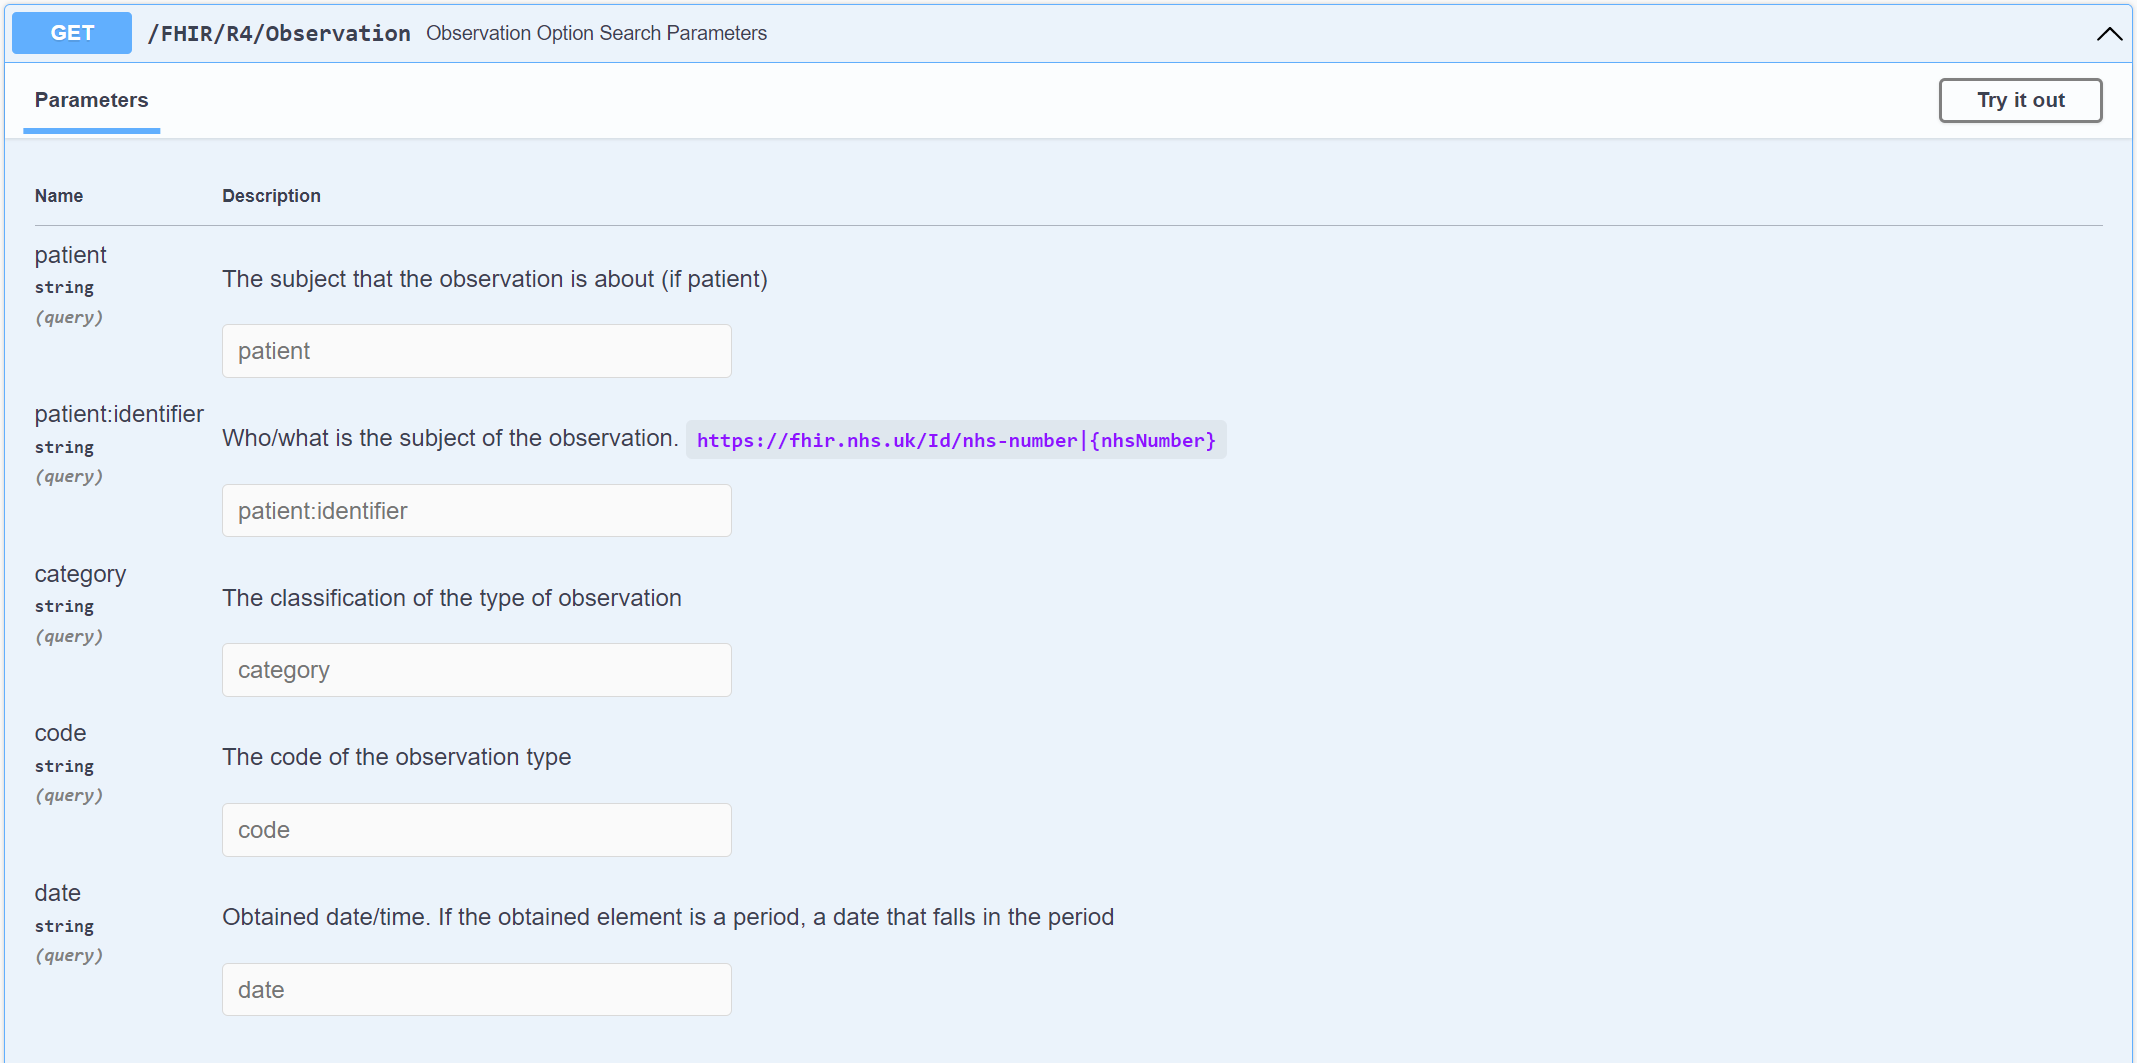 GET /FHIR/R4/Observation Observation Option Search Parameters
Parameters
Try it out
Name Description
patient
string
(query)
The subject that the observation is about (if patient)
patient
patient:identifier
string
(query)
Who/what is the subject of the observation. https://fhir.nhs.uk/Id/nhs-number|{nhsNumber}
patient:identifier
category
string
(query)
The classification of the type of observation
category
code
string
(query)
The code of the observation type
code
date
string
(query)
Obtained date/time. If the obtained element is a period, a date that falls in the period
date